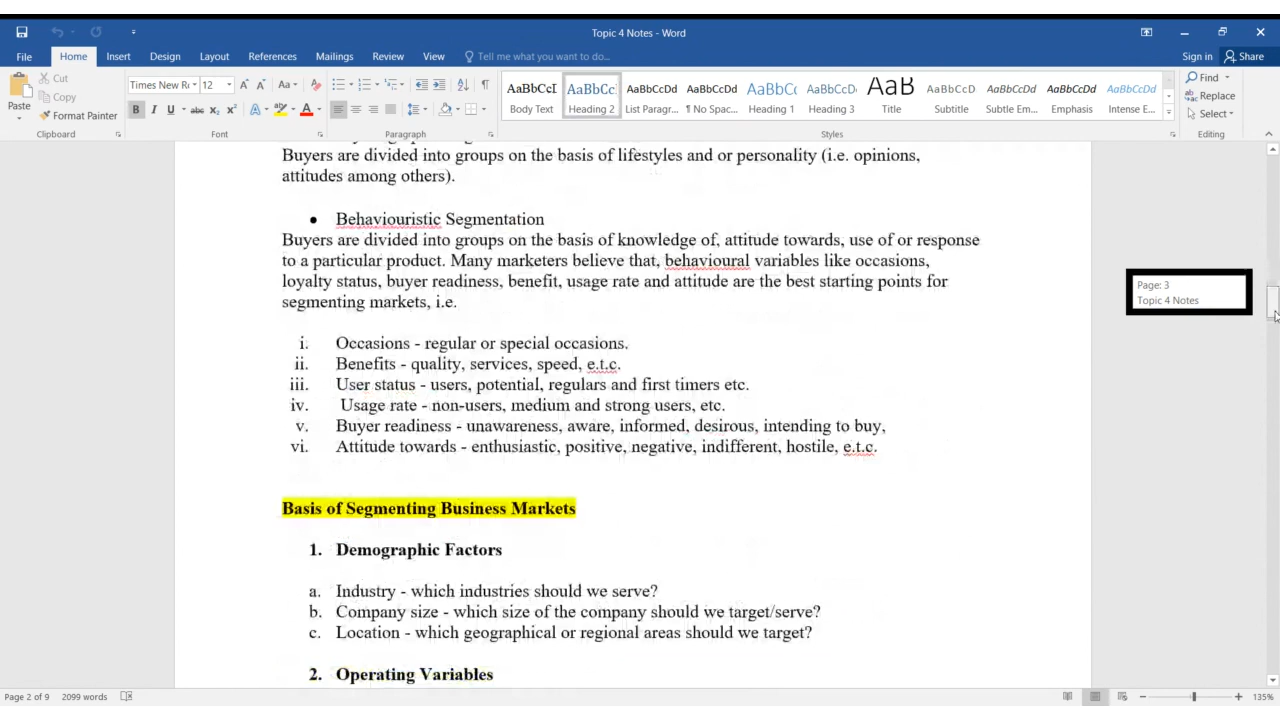 Topic 4 Notes - Word
File Home Insert Design Layout References Mailings Review View Tell me what you want to do... Sign in Share
Paste
Cut
Copy
Format Painter
Clipboard
Times New R 12
Font
Paragraph
AaBbCcI AaBbCc AaBbCcDd AaBbCcDd AaBbCc AaBbCcD AaB AaBbCcD AaBbCcDd AaBbCcDd AaBbCcDd
Body Text Heading 2 List Paragr... ¶ No Spac... Heading 1 Heading 3 Title Subtitle Subtle Em... Emphasis Intense E...
Styles
Find
Replace
Select
Editing
Buyers are divided into groups on the basis of lifestyles and or personality (i.e. opinions,
attitudes among others).
• Behaviouristic Segmentation
Buyers are divided into groups on the basis of knowledge of, attitude towards, use of or response
to a particular product. Many marketers believe that, behavioural variables like occasions,
loyalty status, buyer readiness, benefit, usage rate and attitude are the best starting points for
segmenting markets, i.e.
i. Occasions - regular or special occasions.
ii. Benefits - quality, services, speed, e.t.c.
iii. User status - users, potential, regulars and first timers etc.
iv. Usage rate - non-users, medium and strong users, etc.
v. Buyer readiness - unawareness, aware, informed, desirous, intending to buy,
vi. Attitude towards - enthusiastic, positive, negative, indifferent, hostile, e.t.c.
Basis of Segmenting Business Markets
1. Demographic Factors
a. Industry - which industries should we serve?
b. Company size - which size of the company should we target/serve?
c. Location - which geographical or regional areas should we target?
2. Operating Variables
Page: 3
Topic 4 Notes
Page 2 of 9 2099 words
135%